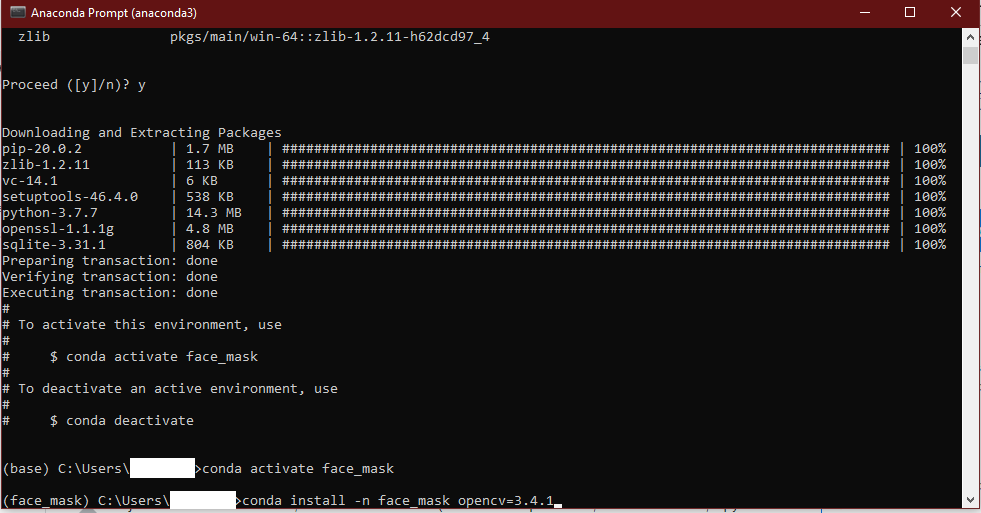 Anaconda Prompt (anaconda3)
zlib pkgs/main/win-64::zlib-1.2.11-h62dcd97_4
Proceed ([y]/n)? y
Downloading and Extracting Packages
pip-20.0.2 | 1.7 MB | ############################################################################ | 100%
zlib-1.2.11 | 113 KB | ############################################################################ | 100%
vc-14.1 | 6 KB | ############################################################################ | 100%
setuptools-46.4.0 | 538 KB | ############################################################################ | 100%
python-3.7.7 | 14.3 MB | ############################################################################ | 100%
openssl-1.1.1g | 4.8 MB | ############################################################################ | 100%
sqlite-3.31.1 | 804 KB | ############################################################################ | 100%
Preparing transaction: done
Verifying transaction: done
Executing transaction: done
#
# To activate this environment, use
#
# $ conda activate face_mask
#
# To deactivate an active environment, use
#
# $ conda deactivate
(base) C:\Users\ >conda activate face_mask
(face_mask) C:\Users\ >conda install -n face_mask opencv=3.4.1_